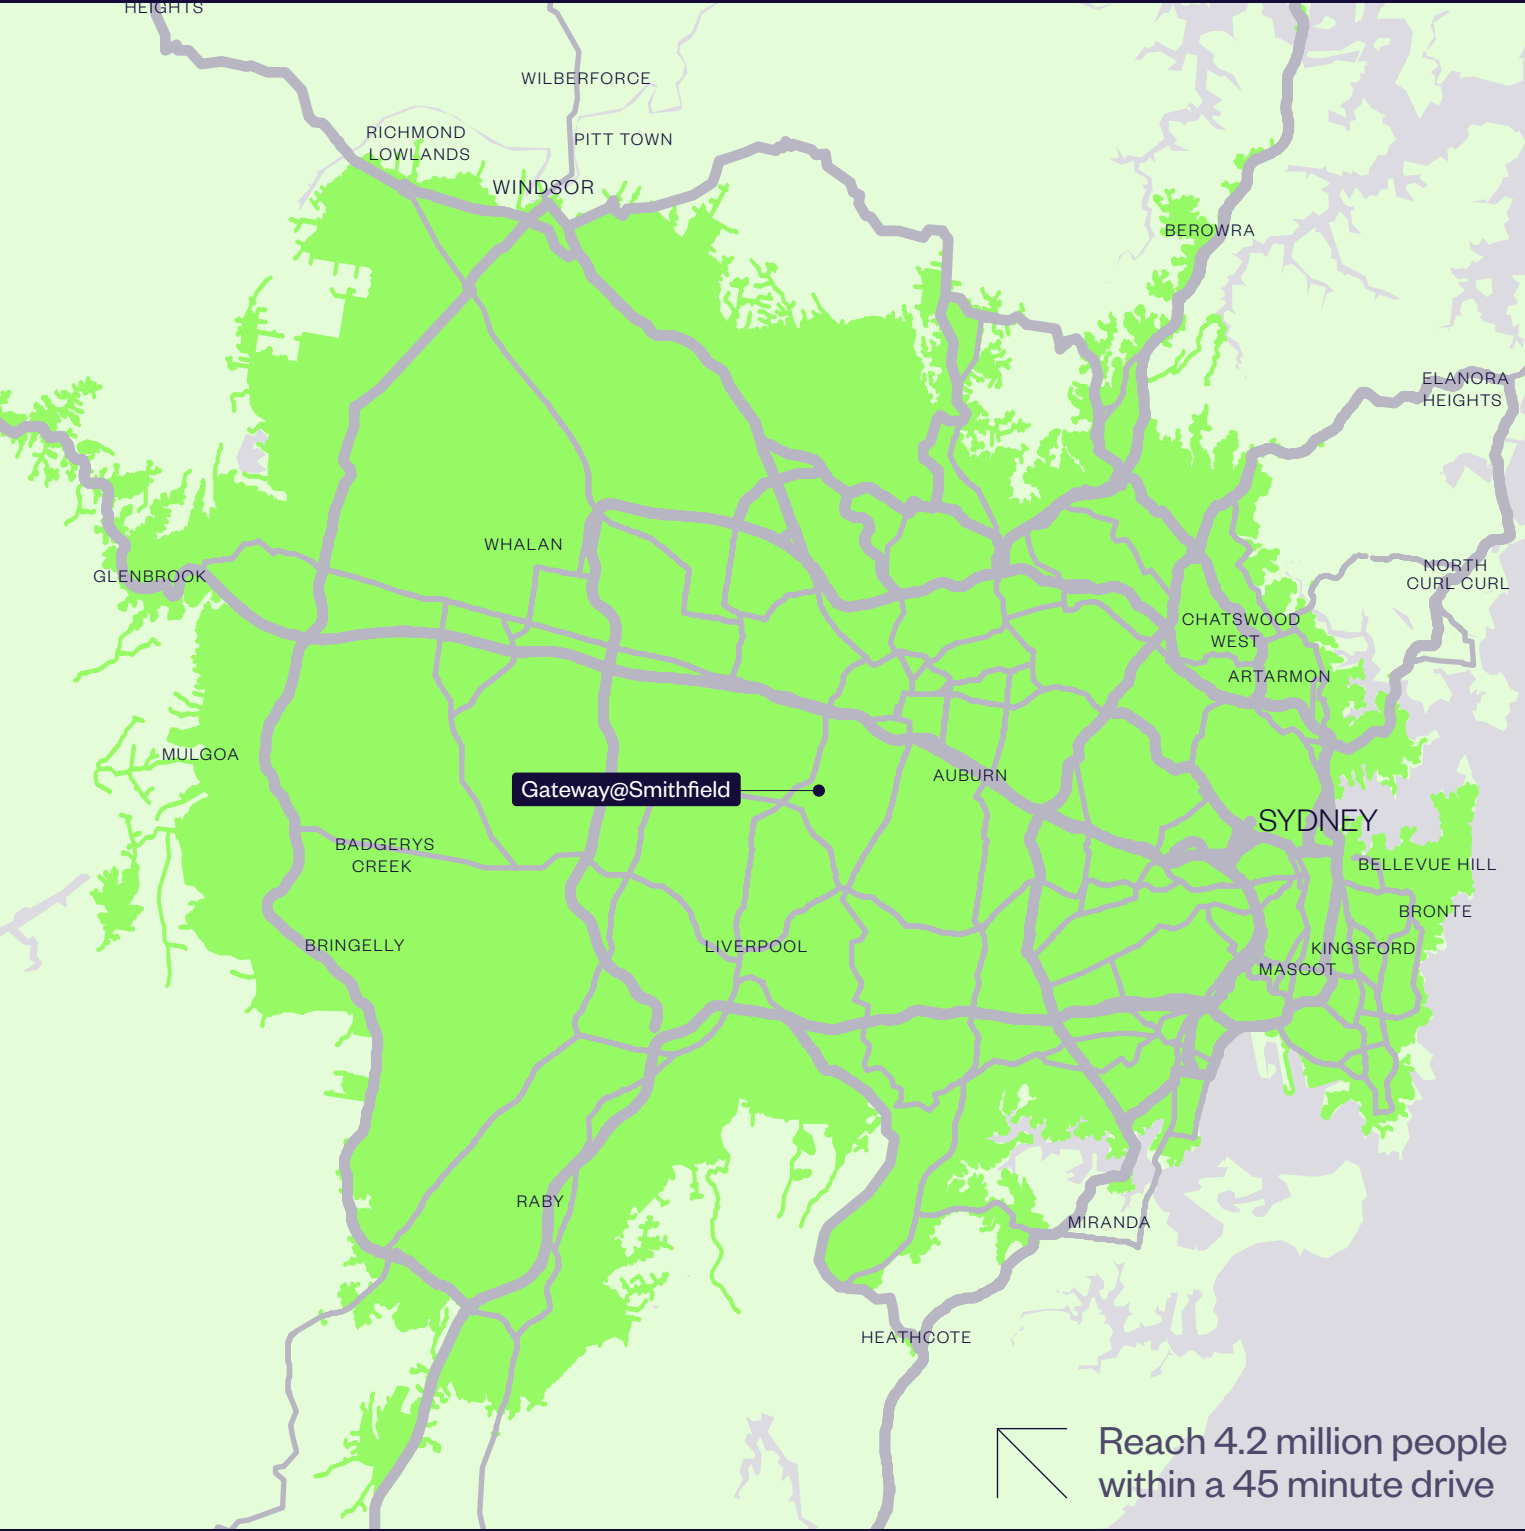 HEIGHTS
WILBERFORCE
RICHMOND
LOWLANDS
PITT TOWN
WINDSOR
BEROWRA
ELANORA
HEIGHTS
WHALAN
GLENBROOK
NORTH
CURL CURL
CHATSWOOD
WEST
ARTARMON
MULGOA
AUBURN
Gateway@Smithfield
SYDNEY
BADGERYS
CREEK
BELLEVUE HILL
BRONTE
BRINGELLY
LIVERPOOL
KINGSFORD
MASCOT
RABY
MIRANDA
HEATHCOTE
Reach 4.2 million people
within a 45 minute drive